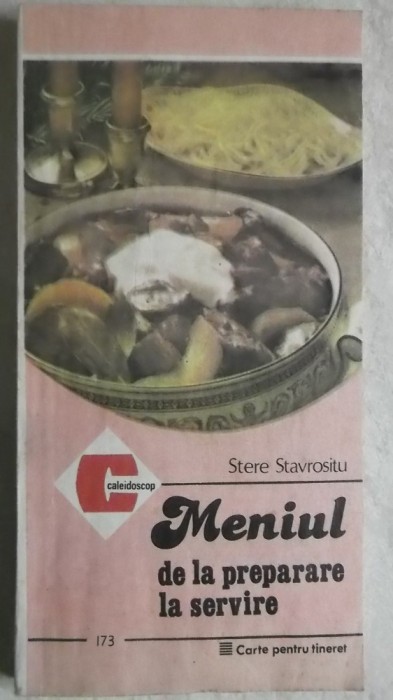 Stere Stavrositu
caleidoscop
Meniul
de la preparare
la servire
173
Carte pentru tineret